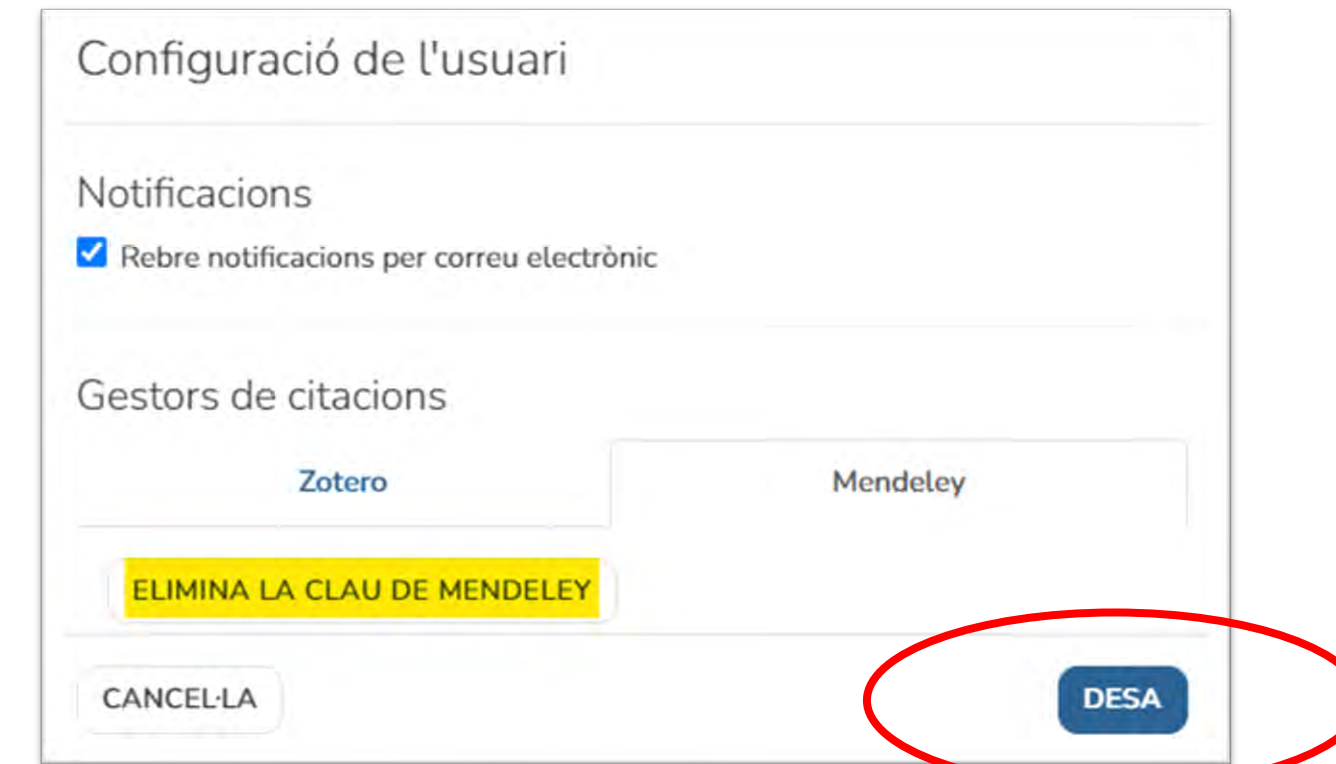 Configuració de l'usuari
Notificacions
Rebre notificacions per correu electrònic
Gestors de citacions
Zotero
Mendeley
ELIMINA LA CLAU DE MENDELEY
CANCEL·LA
DESA